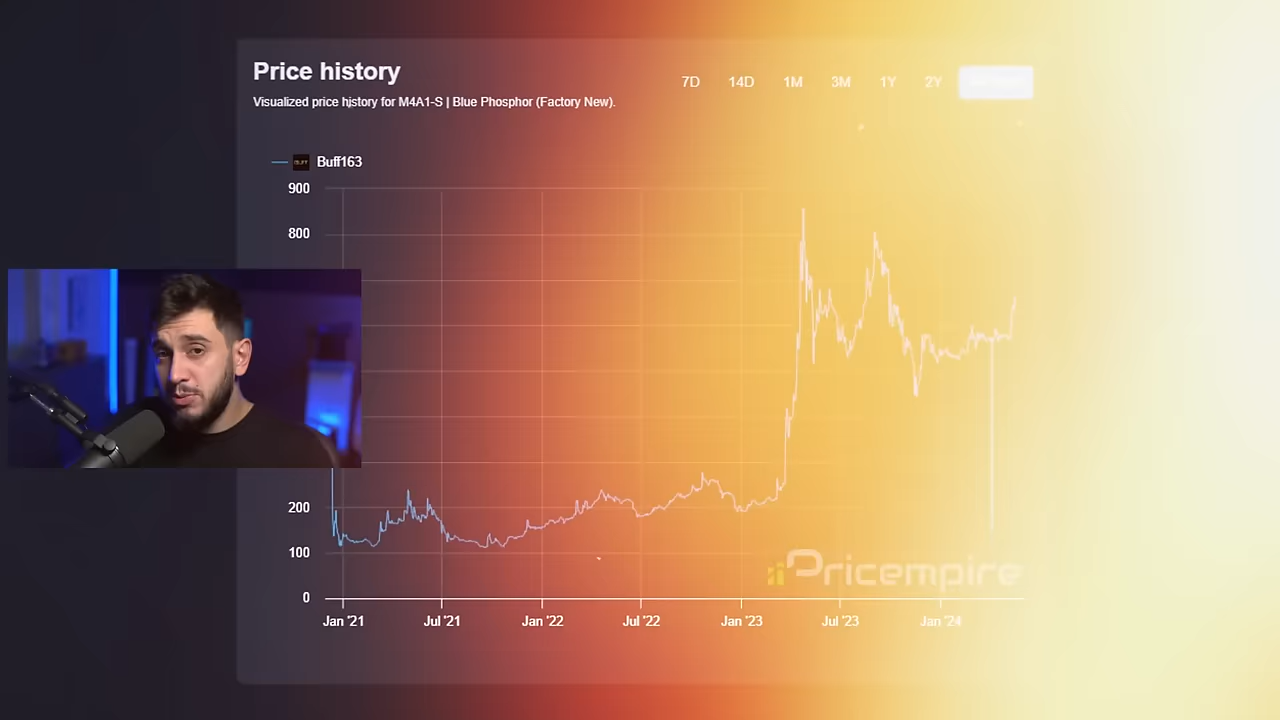 Price history
7D 14D 1M 3M 1Y 2Y
Visualized price history for M4A1-S | Blue Phosphor (Factory New).
Buff163
900
800
200
100
0
Pricempire
Jan '21 Jul '21 Jan '22 Jul '22 Jan '23 Jul '23 Jan '24